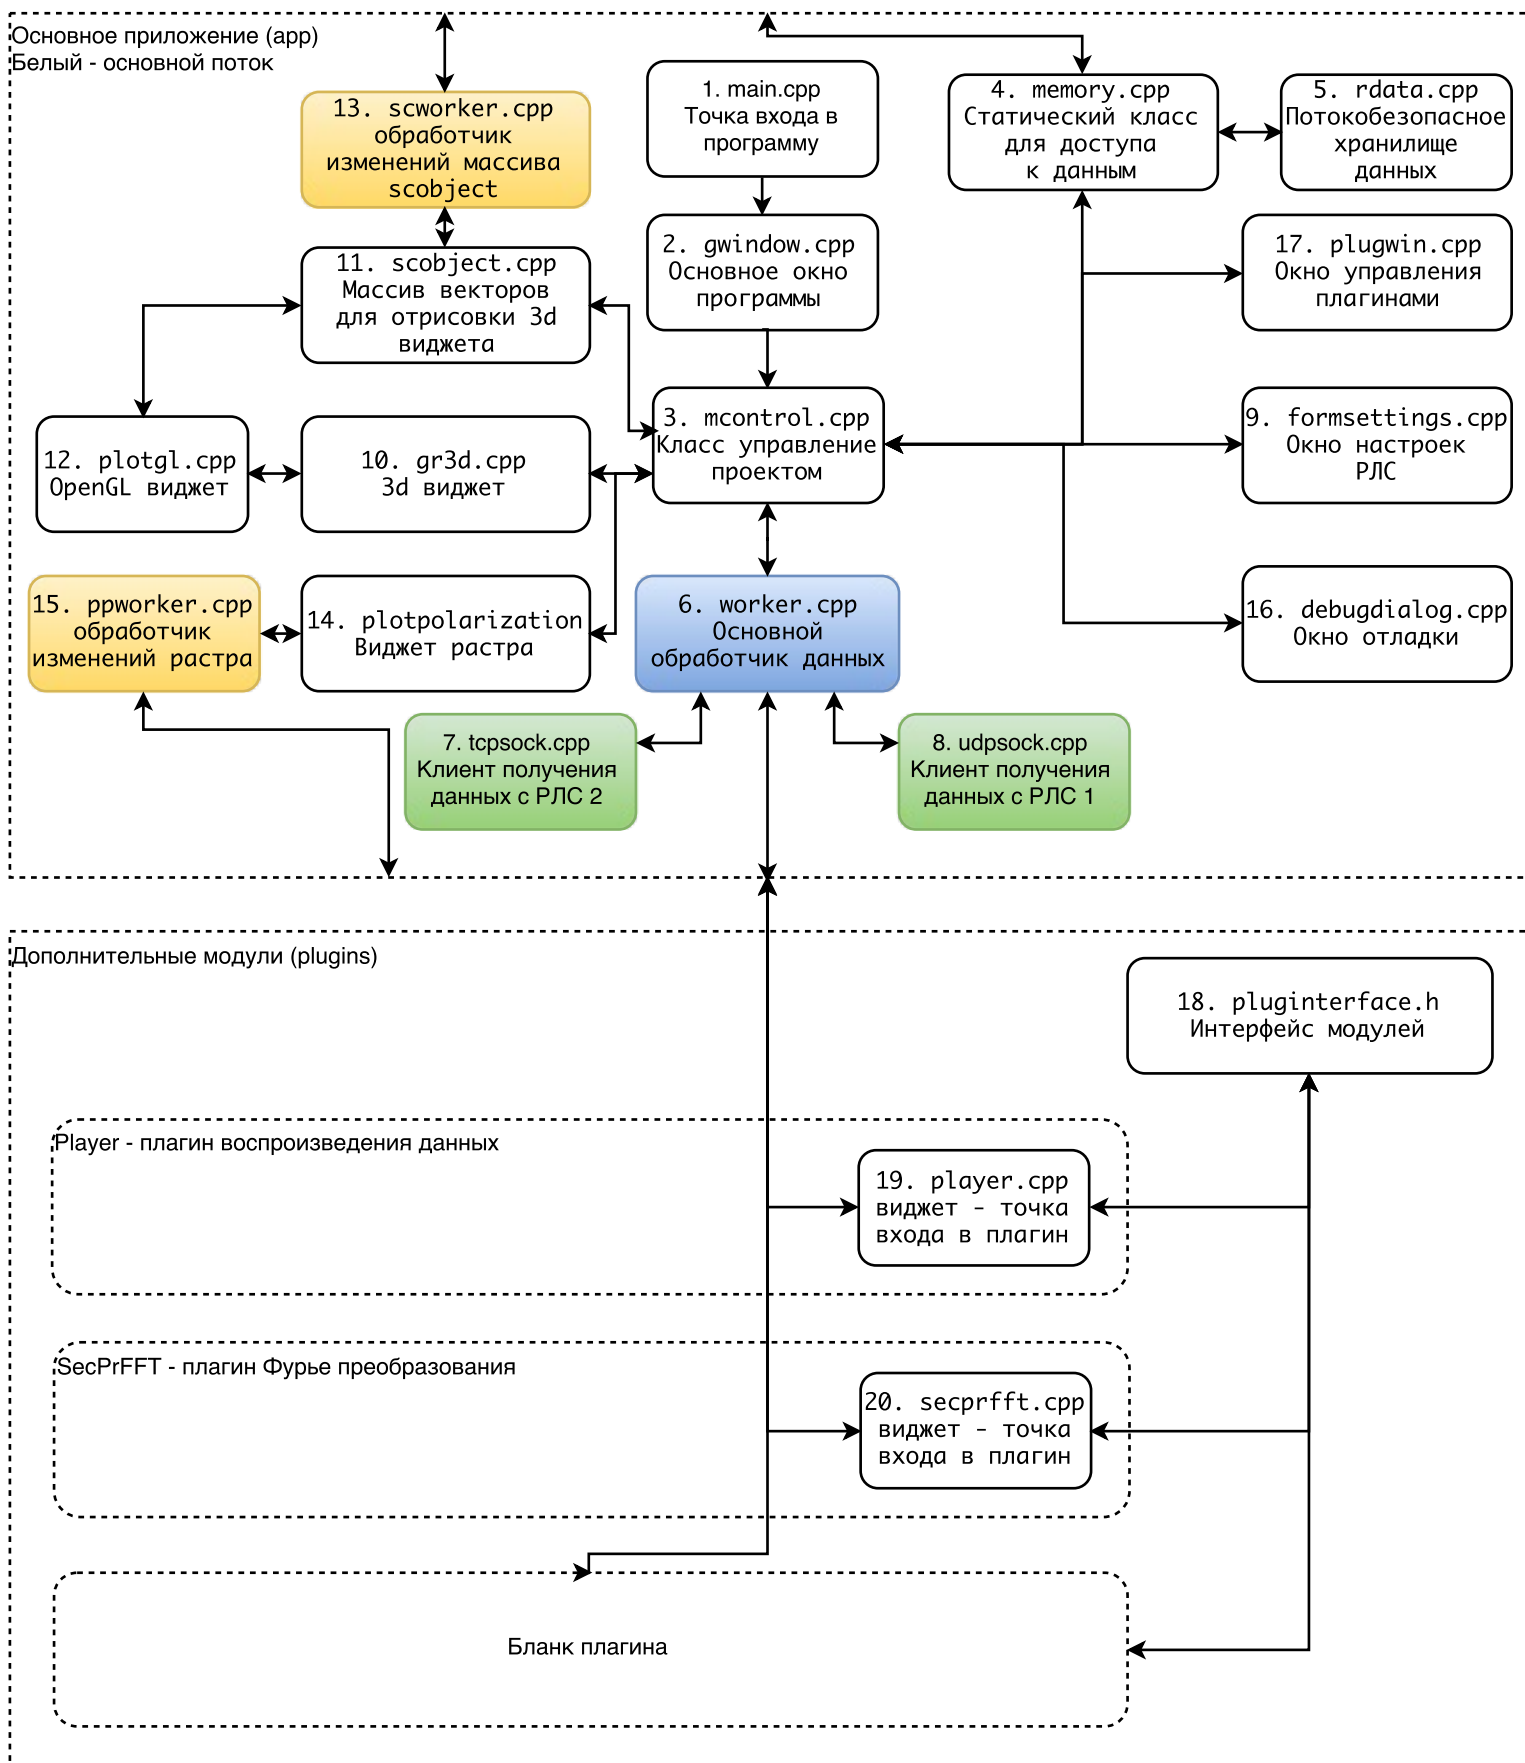 Основное приложение (app)
Белый - основной поток
13. scworker.cpp
обработчик
изменений массива
scobject
1. main.cpp
Точка входа в
программу
4. memory.cpp
Статический класс
для доступа
к данным
5. rdata.cpp
Потокобезопасное
хранилище
данных
11. scobject.cpp
Массив векторов
для отрисовки 3d
виджета
2. gwindow.cpp
Основное окно
программы
17. plugwin.cpp
Окно управления
плагинами
12. plotgl.cpp
OpenGL виджет
10. gr3d.cpp
3d виджет
3. mcontrol.cpp
Класс управление
проектом
9. formsettings.cpp
Окно настроек
РЛС
15. ppworker.cpp
обработчик
изменений растра
14. plotpolarization
Виджет растра
6. worker.cpp
Основной
обработчик данных
16. debugdialog.cpp
Окно отладки
7. tcpsock.cpp
Клиент получения
данных с РЛС 2
8. udpsock.cpp
Клиент получения
данных с РЛС 1
Дополнительные модули (plugins)
18. pluginterface.h
Интерфейс модулей
Player - плагин воспроизведения данных
19. player.cpp
виджет - точка
входа в плагин
SecPrFFT - плагин Фурье преобразования
20. secprfft.cpp
виджет - точка
входа в плагин
Бланк плагина